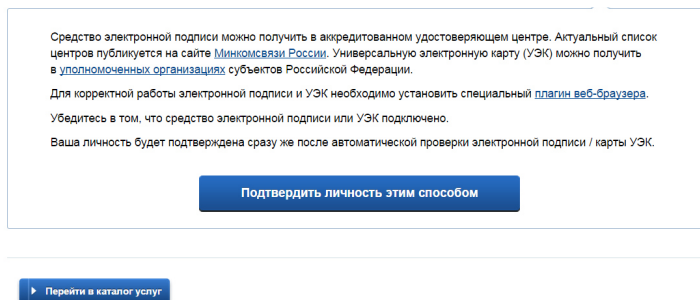 Средство электронной подписи можно получить в аккредитованном удостоверяющем центре. Актуальный список
центров публикуется на сайте Минкомсвязи России. Универсальную электронную карту (УЭК) можно получить
в уполномоченных организациях субъектов Российской Федерации.
Для корректной работы электронной подписи и УЭК необходимо установить специальный плагин веб-браузера.
Убедитесь в том, что средство электронной подписи или УЭК подключено.
Ваша личность будет подтверждена сразу же после автоматической проверки электронной подписи / карты УЭК.
Подтвердить личность этим способом
Перейти в каталог услуг